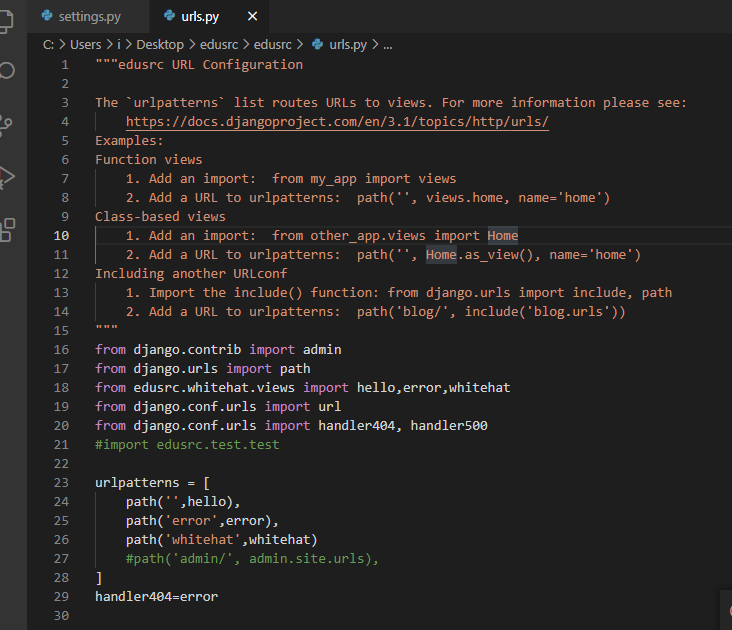 settings.py urls.py
C: > Users > i > Desktop > edusrc > edusrc > urls.py > ...
1 """edusrc URL Configuration
2
3 The `urlpatterns` list routes URLs to views. For more information please see:
4 https://docs.djangoproject.com/en/3.1/topics/http/urls/
5 Examples:
6 Function views
7 1. Add an import:  from my_app import views
8 2. Add a URL to urlpatterns:  path('', views.home, name='home')
9 Class-based views
10 1. Add an import:  from other_app.views import Home
11 2. Add a URL to urlpatterns:  path('', Home.as_view(), name='home')
12 Including another URLconf
13 1. Import the include() function: from django.urls import include, path
14 2. Add a URL to urlpatterns:  path('blog/', include('blog.urls'))
15 """
16 from django.contrib import admin
17 from django.urls import path
18 from edusrc.whitehat.views import hello,error,whitehat
19 from django.conf.urls import url
20 from django.conf.urls import handler404, handler500
21 #import edusrc.test.test
22
23 urlpatterns = [
24 path('',hello),
25 path('error',error),
26 path('whitehat',whitehat)
27 #path('admin/', admin.site.urls),
28 ]
29 handler404=error
30